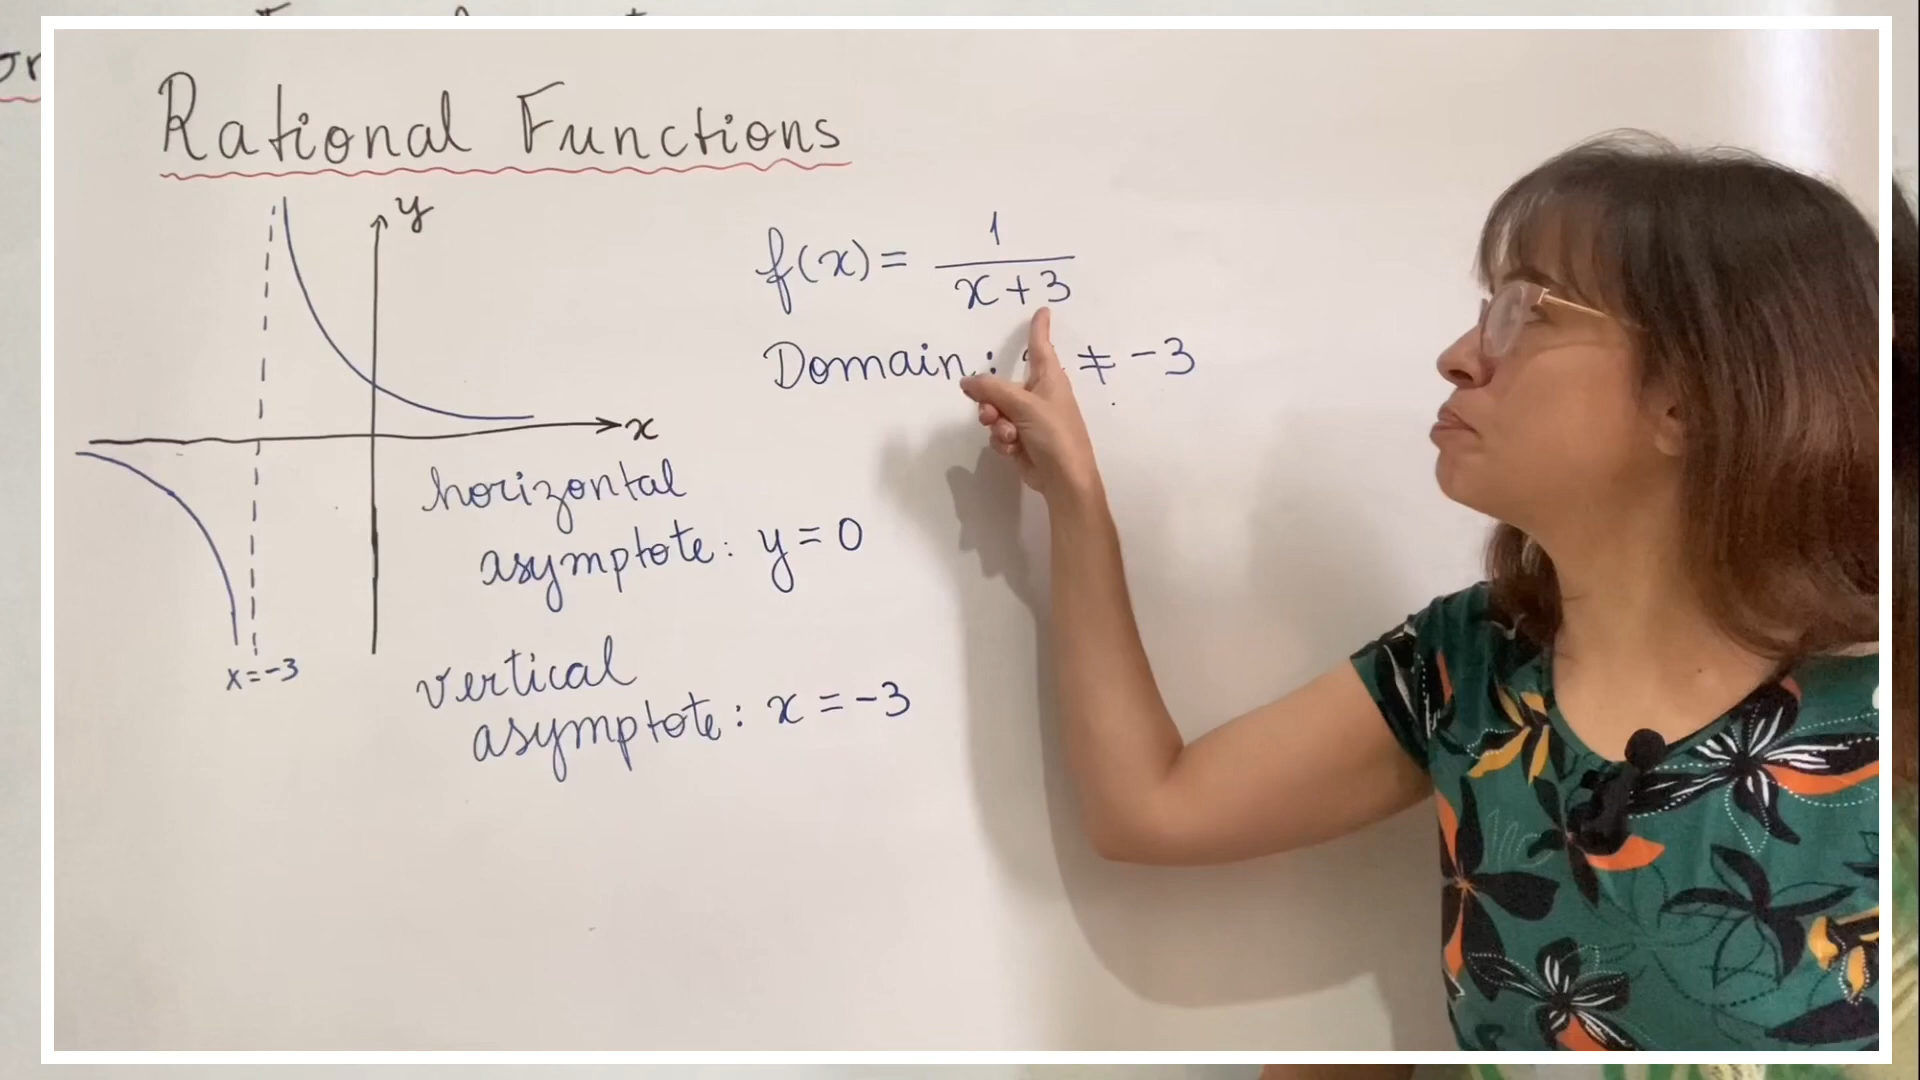 Rational Functions
y
f(x) = 1/(x+3)
Domain: ≠ -3
x
horizontal
asymptote: y = 0
vertical
asymptote: x = -3
x = -3